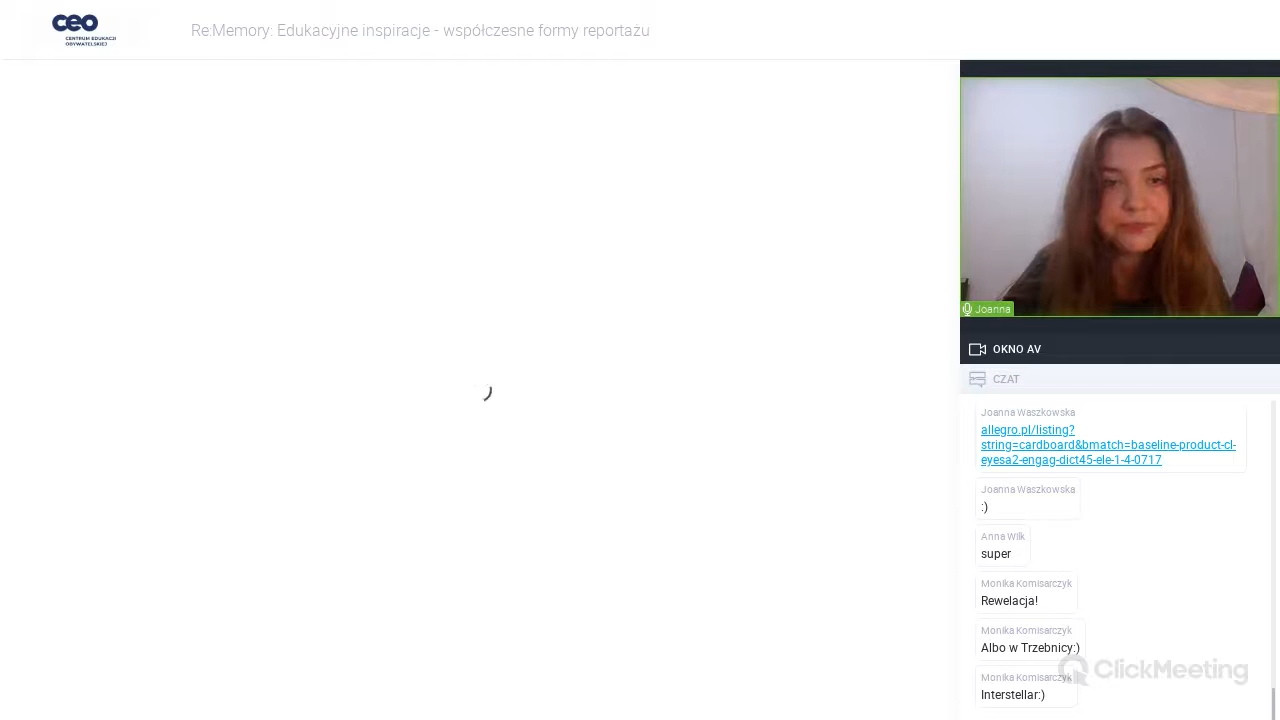 ceo
CENTRUM EDUKACJI
OBYWATELSKIEJ
Re:Memory: Edukacyjne inspiracje - współczesne formy reportażu
Joanna
OKNO AV
CZAT
Joanna Waszkowska
allegro.pl/listing?
string=cardboard&bmatch=baseline-product-cl-
eyesa2-engag-dict45-ele-1-4-0717
Joanna Waszkowska
:)
Anna Wilk
super
Monika Komisarczyk
Rewelacja!
Monika Komisarczyk
Albo w Trzebnicy:)
Monika Komisarczyk
Interstellar:)
ClickMeeting